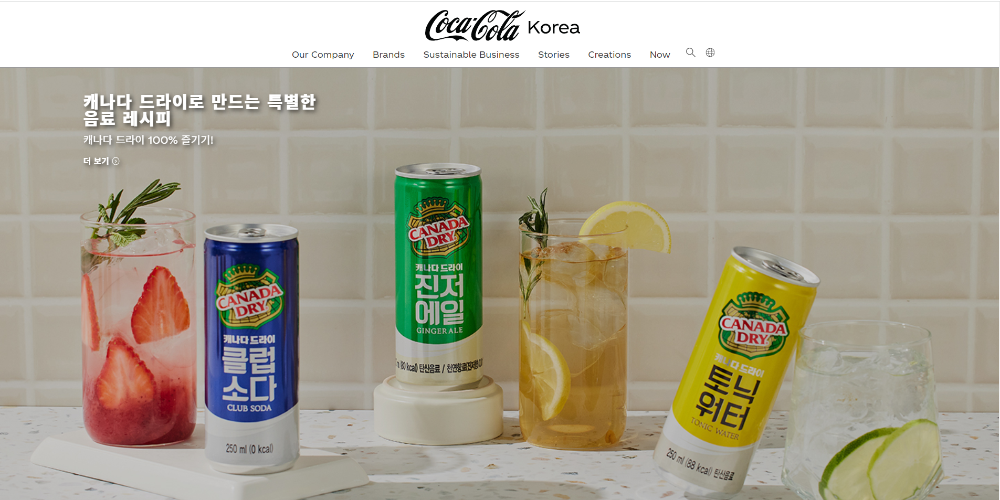 Coca-Cola Korea
Our Company Brands Sustainable Business Stories Creations Now
캐나다 드라이로 만드는 특별한
음료 레시피
캐나다 드라이 100% 즐기기!
더 보기
CANADA
DRY
캐나다 드라이
클럽
소다
CLUB SODA
250 ml (0 kcal)
CANADA
DRY
캐나다 드라이
진저
에일
GINGER ALE
(80 kcal) 탄산음료 / 천연향료(진저향)
CANADA
DRY
캐나다 드라이
토닉
워터
TONIC WATER
250 ml (88 kcal) 탄산음료